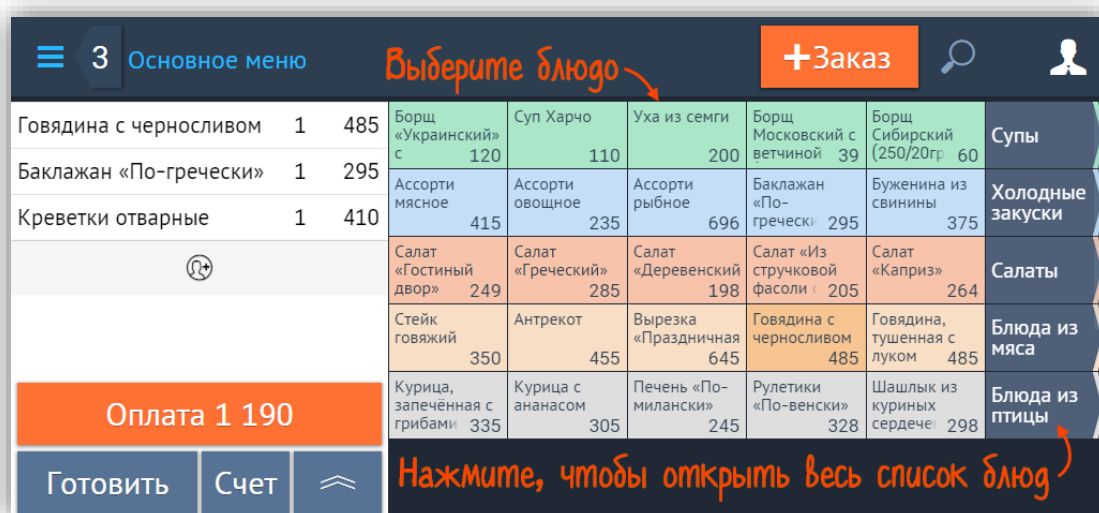 3 Основное меню
Выберите блюдо
+Заказ
Говядина с черносливом 1 485
Баклажан «По-гречески» 1 295
Креветки отварные 1 410
Оплата 1 190
Готовить
Счет
Борщ
«Украинский»
с 120
Суп Харчо
110
Уха из семги
200
Борщ
Московский с
ветчиной 39
Борщ
Сибирский
(250/20гр 60
Супы
Ассорти
мясное
415
Ассорти
овощное
235
Ассорти
рыбное
696
Баклажан
«По-
гречески 295
Буженина из
свинины
375
Холодные
закуски
Салат
«Гостиный
двор» 249
Салат
«Греческий»
285
Салат
«Деревенский
198
Салат «Из
стручковой
фасоли с 205
Салат
«Каприз»
264
Салаты
Стейк
говяжий
350
Антрекот
455
Вырезка
«Праздничная
645
Говядина с
черносливом
485
Говядина,
тушенная с
луком 485
Блюда из
мяса
Курица,
запечённая с
грибами 335
Курица с
ананасом
305
Печень «По-
милански»
245
Рулетики
«По-венски»
328
Шашлык из
куриных
сердече 298
Блюда из
птицы
Нажмите, чтобы открыть весь список блюд